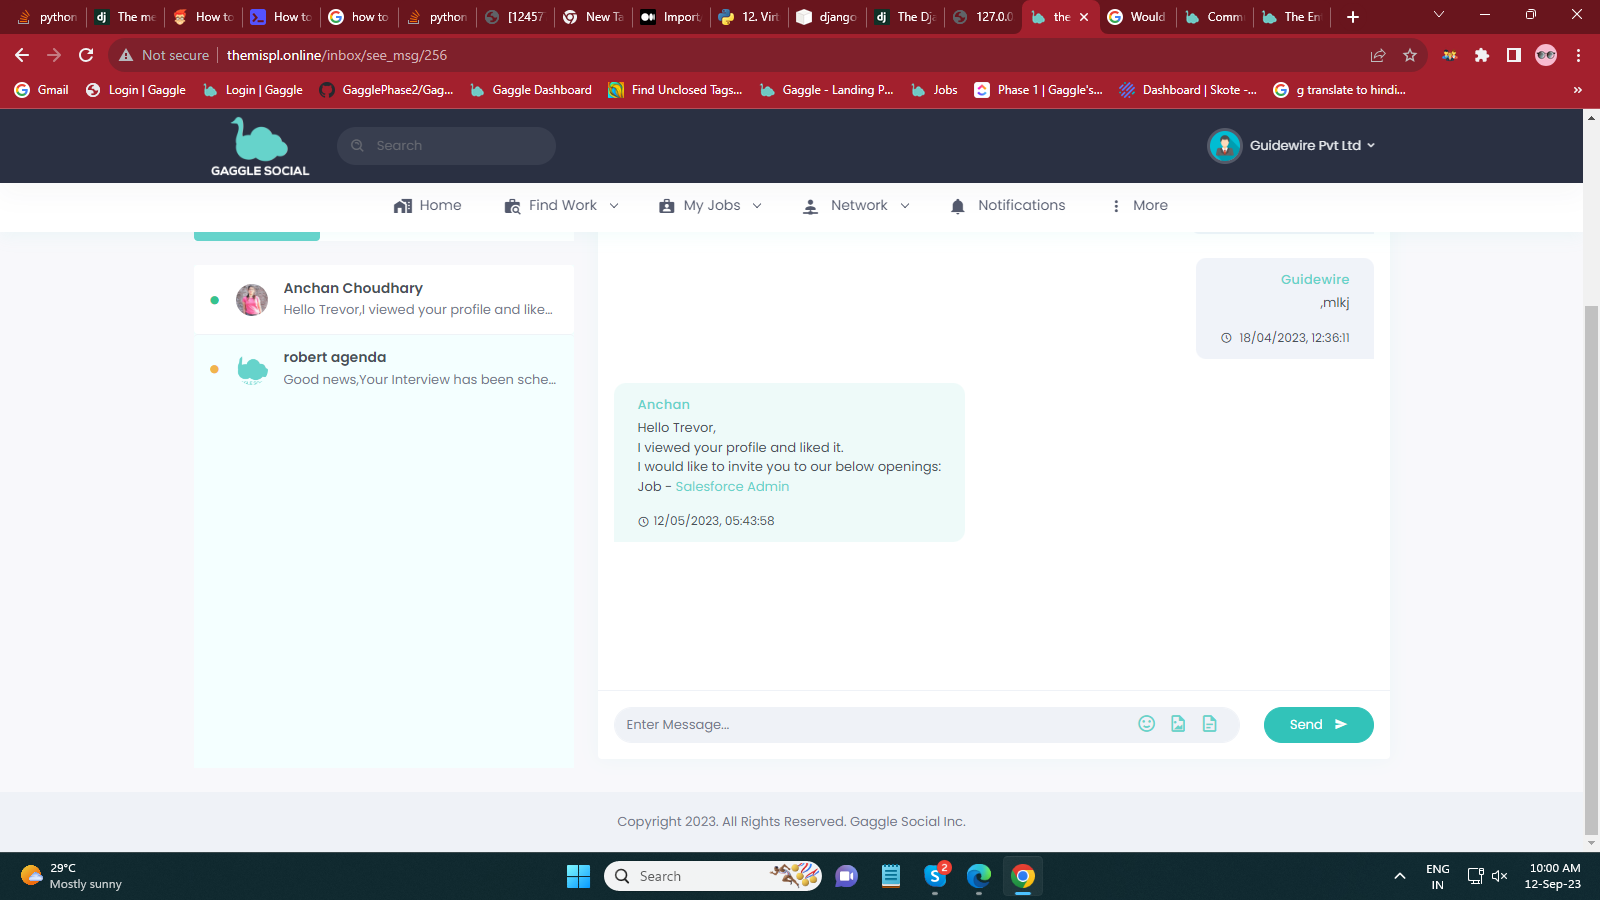 python
The me
How to
How to
how to
python
[12457
New Ta
Import
12. Virt
django
The Dja
127.0.0
the
Would
Comm
The En
Not secure
themispl.online/inbox/see_msg/256
Gmail
Login | Gaggle
Login | Gaggle
GagglePhase2/Gag...
Gaggle Dashboard
Find Unclosed Tags...
Gaggle - Landing P...
Jobs
Phase 1 | Gaggle's...
Dashboard | Skote -...
g translate to hindi...
»
GAGGLE SOCIAL
Search
Guidewire Pvt Ltd
Home
Find Work
My Jobs
Network
Notifications
More
Anchan Choudhary
Hello Trevor,I viewed your profile and like...
robert agenda
Good news,Your Interview has been sche...
Guidewire
,mlkj
18/04/2023, 12:36:11
Anchan
Hello Trevor,
I viewed your profile and liked it.
I would like to invite you to our below openings:
Job - Salesforce Admin
12/05/2023, 05:43:58
Enter Message...
Send
Copyright 2023. All Rights Reserved. Gaggle Social Inc.
29°C
Mostly sunny
Search
2
ENG
IN
10:00 AM
12-Sep-23